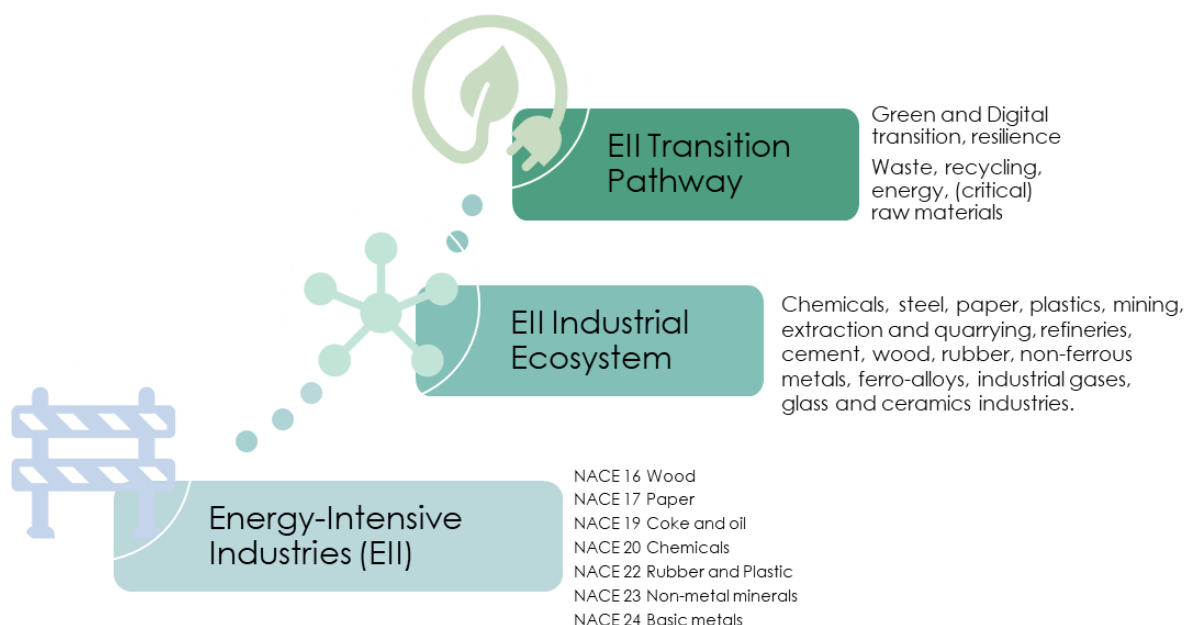 EII Transition
Pathway
Green and Digital
transition, resilience
Waste, recycling,
energy, (critical)
raw materials
EII Industrial
Ecosystem
Chemicals, steel, paper, plastics, mining,
extraction and quarrying, refineries,
cement, wood, rubber, non-ferrous
metals, ferro-alloys, industrial gases,
glass and ceramics industries.
Energy-Intensive
Industries (EII)
NACE 16 Wood
NACE 17 Paper
NACE 19 Coke and oil
NACE 20 Chemicals
NACE 22 Rubber and Plastic
NACE 23 Non-metal minerals
NACE 24 Basic metals